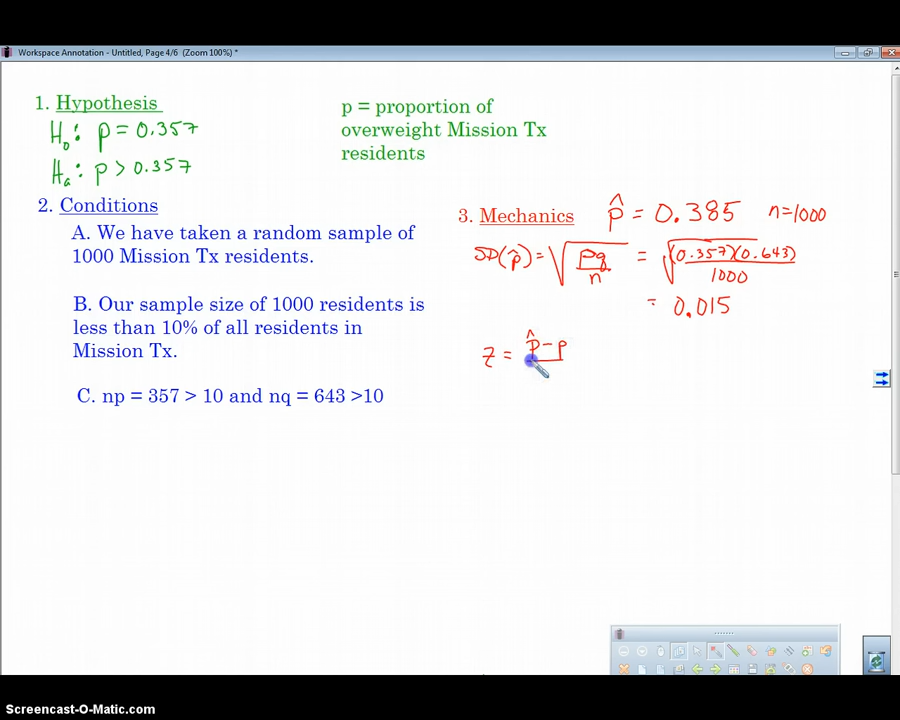 Workspace Annotation - Untitled, Page 4/6 (Zoom 100%) *
1. Hypothesis
H₀: p = 0.357
Hₐ: p > 0.357
p = proportion of
overweight Mission Tx
residents
2. Conditions
A. We have taken a random sample of
1000 Mission Tx residents.
B. Our sample size of 1000 residents is
less than 10% of all residents in
Mission Tx.
C. np = 357 > 10 and nq = 643 >10
3. Mechanics p̂ = 0.385 n=1000
SD(p̂) = √(pq/n) = √((0.357)(0.643)/1000)
= 0.015
z = p̂ - p
Screencast-O-Matic.com